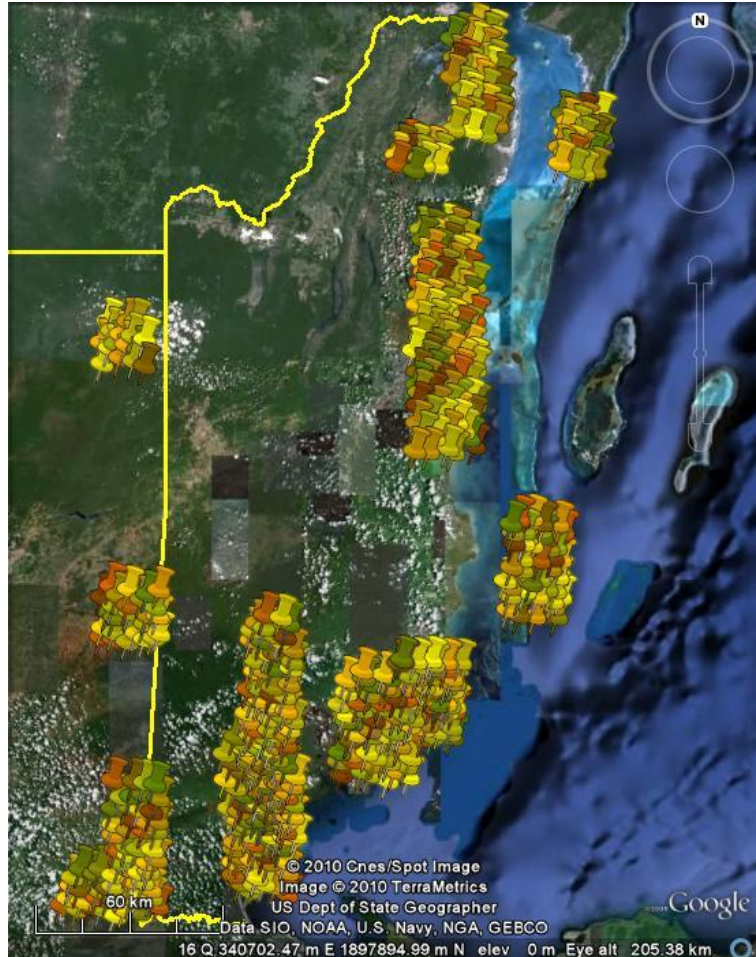 N
60 km
© 2010 Cnes/Spot Image
Image © 2010 TerraMetrics
US Dept of State Geographer
Data SIO, NOAA, U.S. Navy, NGA, GEBCO
Google
16 Q 340702.47 m E 1897894.99 m N elev 0 m Eye alt 205.38 km